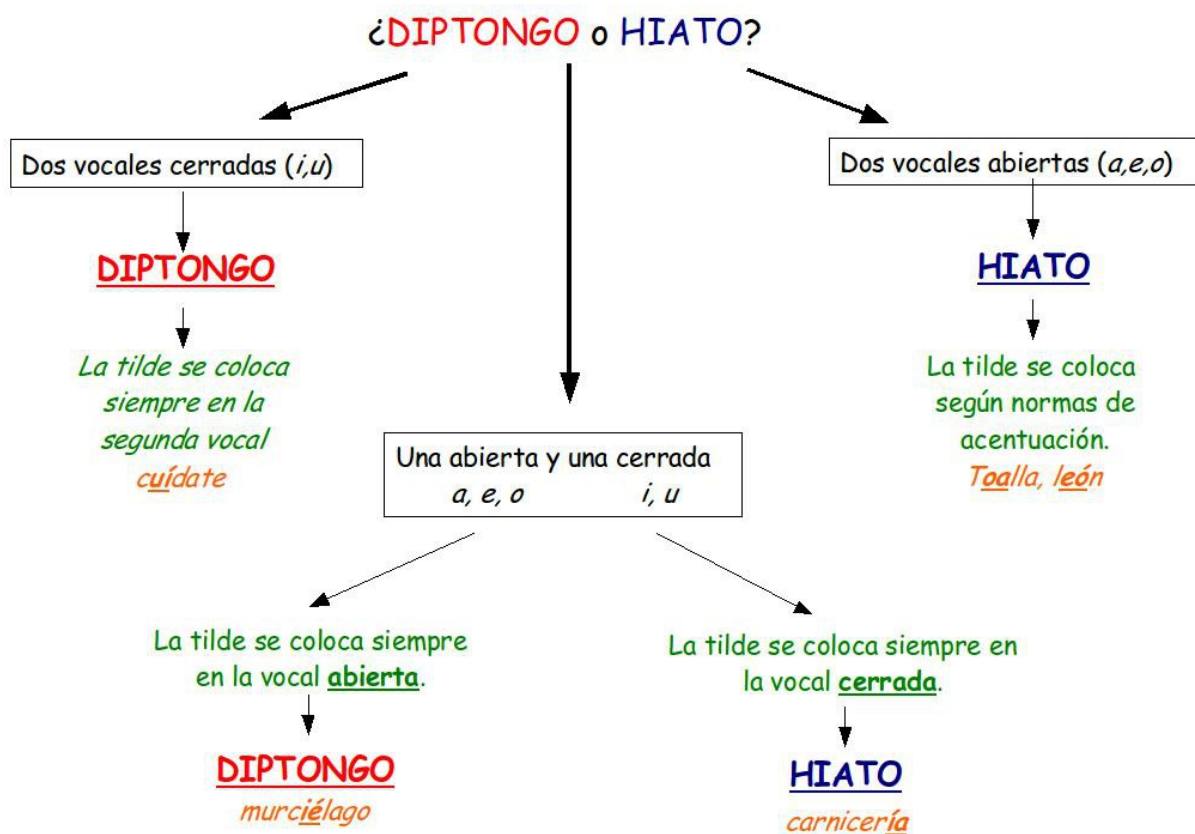 ¿DIPTONGO o HIATO?
Dos vocales cerradas (i,u)
DIPTONGO
La tilde se coloca
siempre en la
segunda vocal
cuídate
Dos vocales abiertas (a,e,o)
HIATO
La tilde se coloca
según normas de
acentuación.
Toalla, león
Una abierta y una cerrada
a, e, o i, u
La tilde se coloca siempre
en la vocal abierta.
DIPTONGO
murciélago
La tilde se coloca siempre en
la vocal cerrada.
HIATO
carnicería